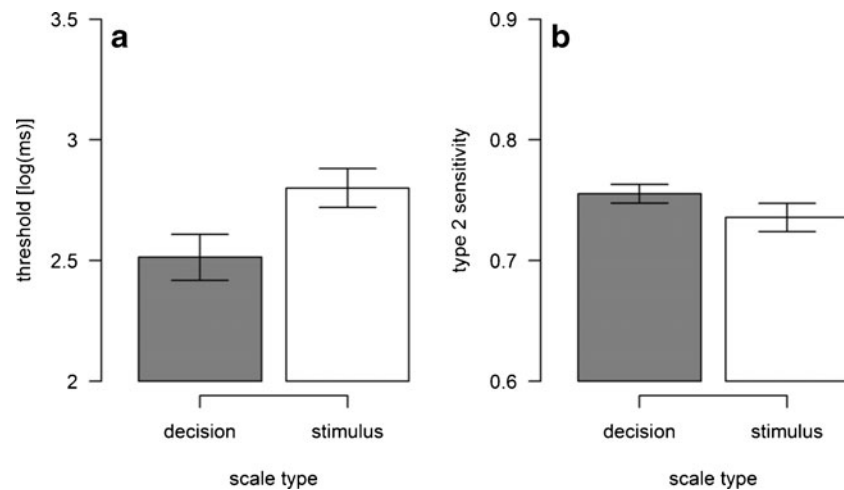 a
threshold [log(ms)]
3.5
3
2.5
2
decision stimulus
scale type
b
type 2 sensitivity
0.9
0.8
0.7
0.6
decision stimulus
scale type